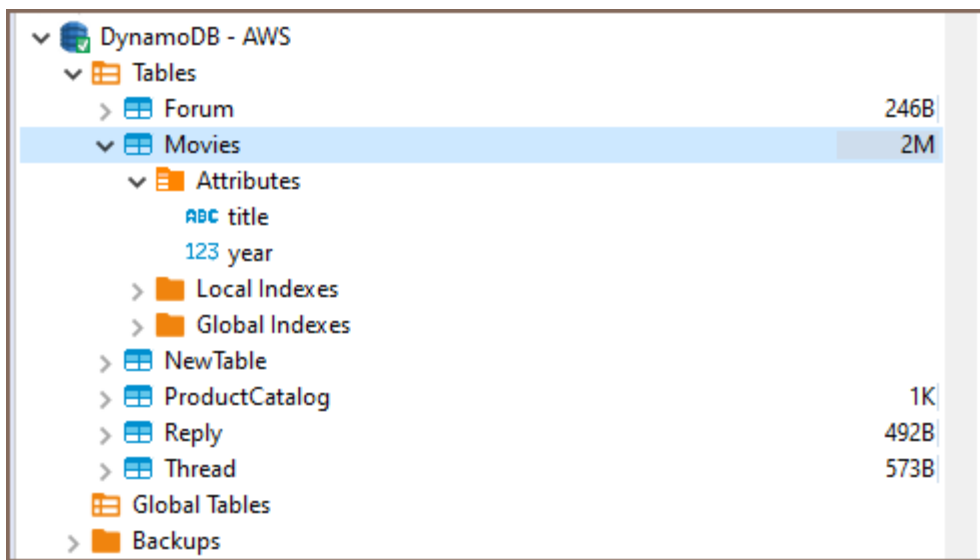 DynamoDB - AWS
Tables
Forum 246B
Movies 2M
Attributes
ABC title
123 year
Local Indexes
Global Indexes
NewTable
ProductCatalog 1K
Reply 492B
Thread 573B
Global Tables
Backups